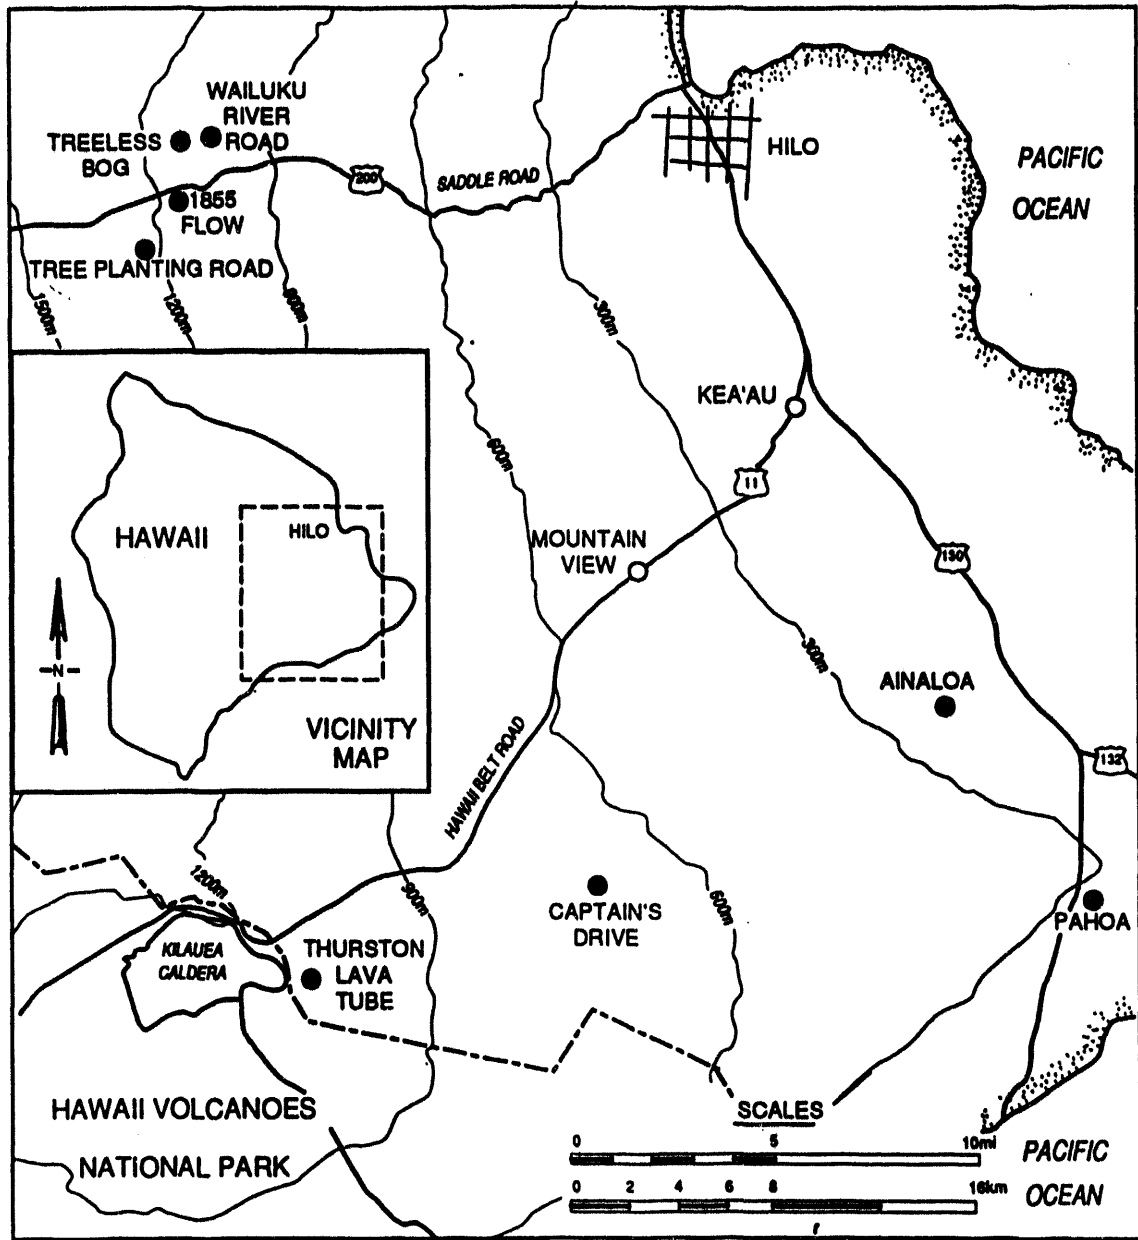 WAILUKU
RIVER
ROAD
TREELESS
BOG
200
SADDLE ROAD
HILO
PACIFIC
OCEAN
1855
FLOW
TREE PLANTING ROAD
1500m
1200m
900m
300m
KEA'AU
600m
11
HAWAII
HILO
MOUNTAIN
VIEW
130
N
300m
AINALOA
VICINITY
MAP
HAWAII BELT ROAD
132
1200m
900m
CAPTAIN'S
DRIVE
600m
PAHOA
KILAUEA
CALDERA
THURSTON
LAVA
TUBE
HAWAII VOLCANOES
NATIONAL PARK
SCALES
0 5 10mi
0 2 4 6 8 16km
PACIFIC
OCEAN